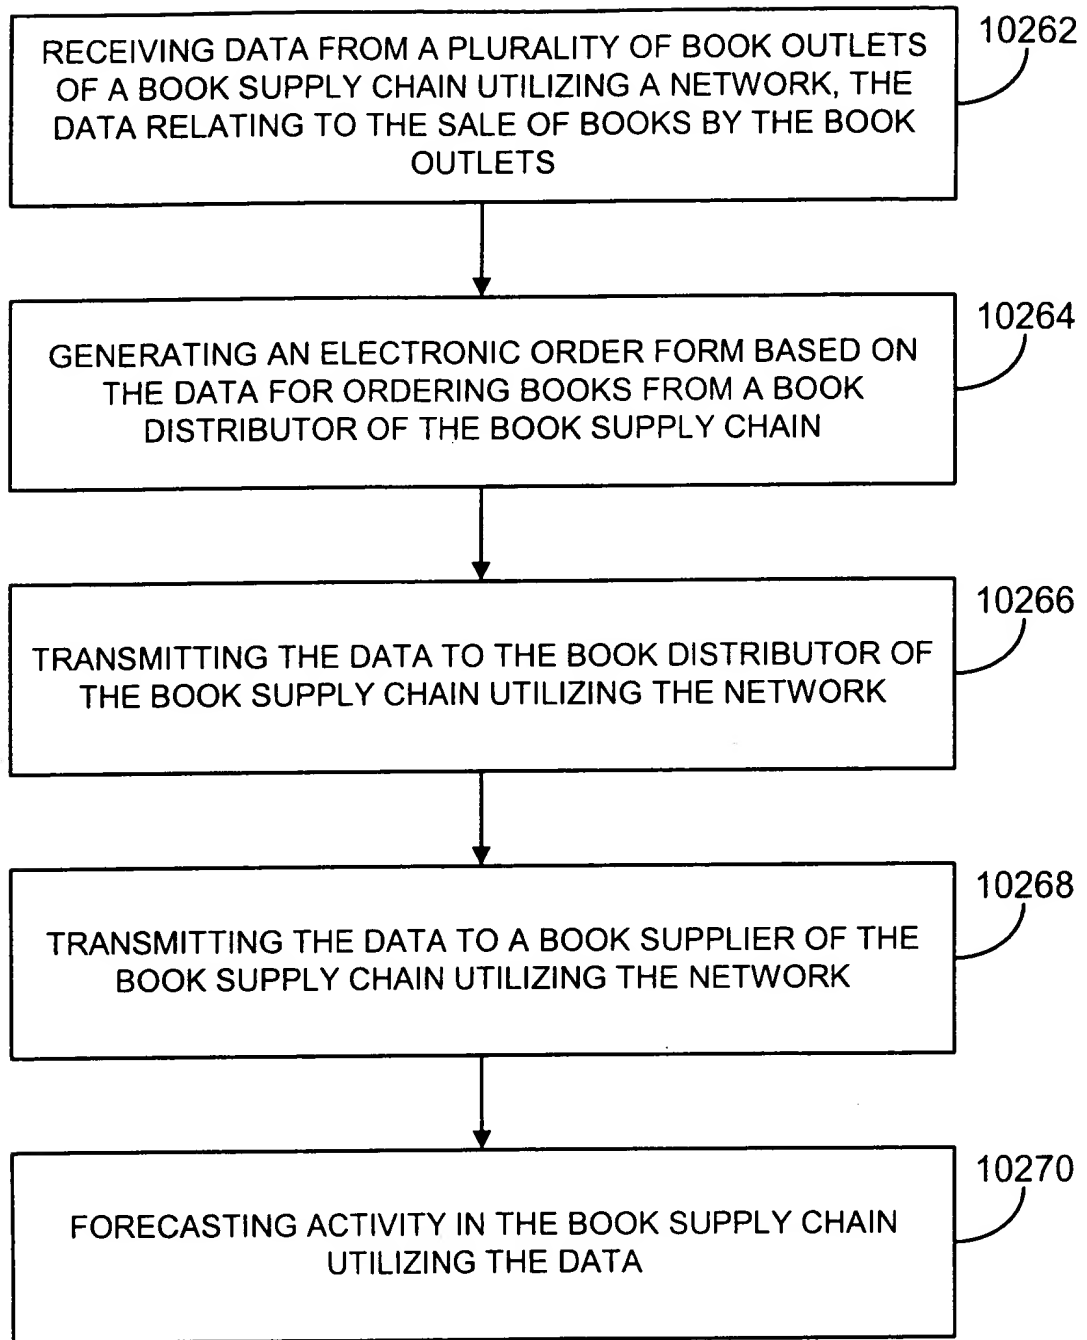 RECEIVING DATA FROM A PLURALITY OF BOOK OUTLETS
OF A BOOK SUPPLY CHAIN UTILIZING A NETWORK, THE
DATA RELATING TO THE SALE OF BOOKS BY THE BOOK
OUTLETS
10262
GENERATING AN ELECTRONIC ORDER FORM BASED ON
THE DATA FOR ORDERING BOOKS FROM A BOOK
DISTRIBUTOR OF THE BOOK SUPPLY CHAIN
10264
TRANSMITTING THE DATA TO THE BOOK DISTRIBUTOR OF
THE BOOK SUPPLY CHAIN UTILIZING THE NETWORK
10266
TRANSMITTING THE DATA TO A BOOK SUPPLIER OF THE
BOOK SUPPLY CHAIN UTILIZING THE NETWORK
10268
FORECASTING ACTIVITY IN THE BOOK SUPPLY CHAIN
UTILIZING THE DATA
10270